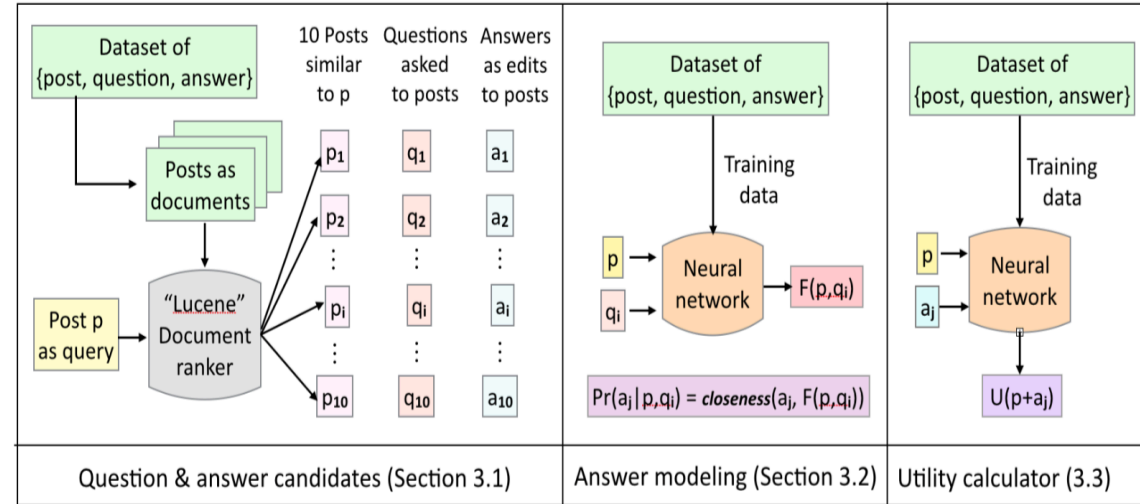 Dataset of
{post, question, answer}
10 Posts
similar
to p
Questions
asked
to posts
Answers
as edits
to posts
Posts as
documents
Post p
as query
"Lucene"
Document
ranker
p1
q1
a1
p2
q2
a2
⋮
⋮
⋮
pi
qi
ai
⋮
⋮
⋮
p10
q10
a10
Question & answer candidates (Section 3.1)
Dataset of
{post, question, answer}
Training
data
p
qi
Neural
network
F(p,qi)
Pr(aj|p,qi) = closeness(aj, F(p,qi))
Answer modeling (Section 3.2)
Dataset of
{post, question, answer}
Training
data
p
aj
Neural
network
U(p+aj)
Utility calculator (3.3)